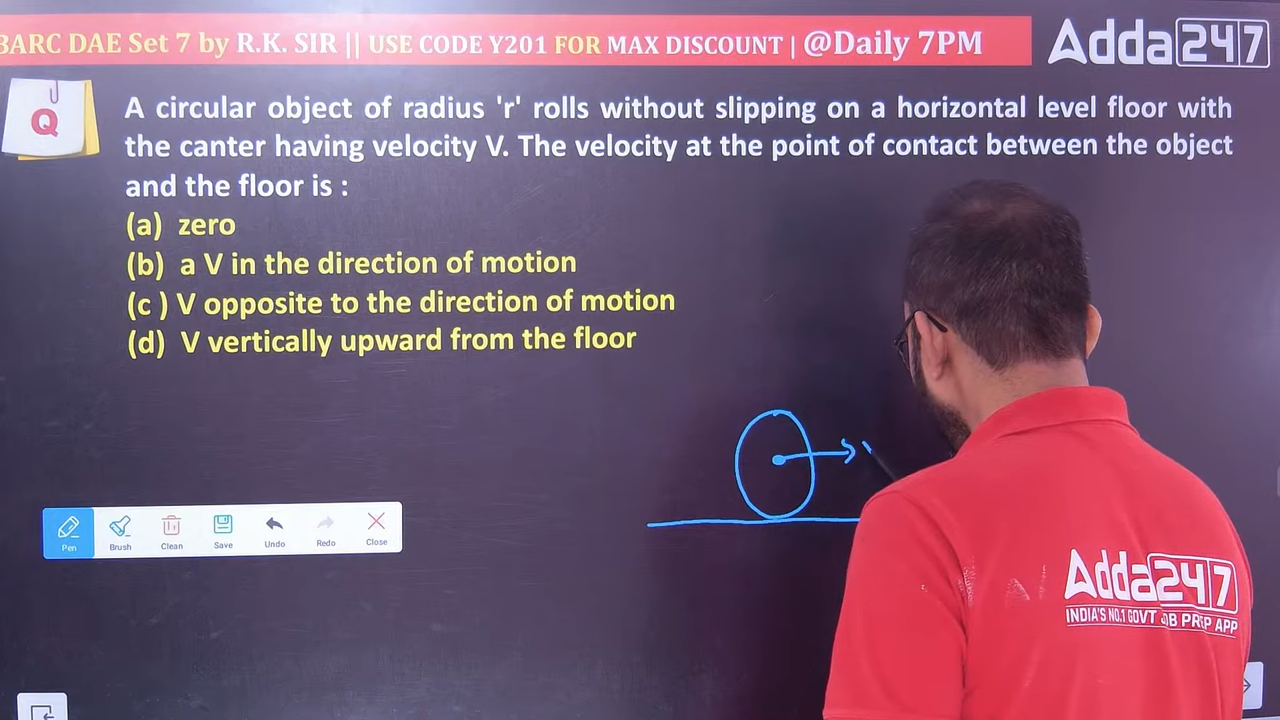 BARC DAE Set 7 by R.K. SIR || USE CODE Y201 FOR MAX DISCOUNT | @Daily 7PM
Adda247
Q
A circular object of radius 'r' rolls without slipping on a horizontal level floor with
the canter having velocity V. The velocity at the point of contact between the object
and the floor is :
(a) zero
(b) a V in the direction of motion
(c ) V opposite to the direction of motion
(d) V vertically upward from the floor
Pen Brush Clean Save Undo Redo Close
Adda247
INDIA'S NO.1 GOVT JOB PREP APP